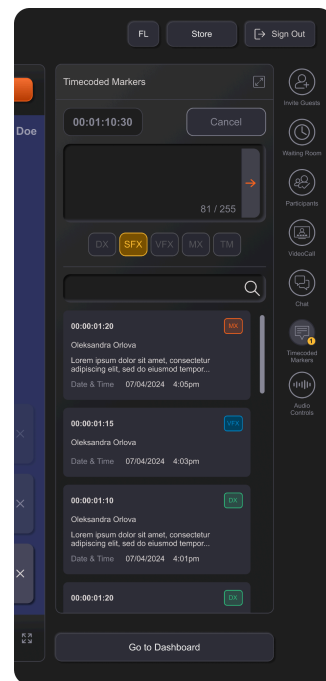 FL
Store
Sign Out
Timecoded Markers
Invite Guests
00:01:10:30
Cancel
Doe
Waiting Room
81 / 255
Participants
DX
SFX
VFX
MX
TM
VideoCall
Chat
00:00:01:20
MX
Oleksandra Orlova
Lorem ipsum dolor sit amet, consectetur
adipiscing elit, sed do eiusmod tempor...
Date & Time 07/04/2024 4:05pm
1
Timecoded
Markers
Audio
Controls
00:00:01:15
VFX
Oleksandra Orlova
Date & Time 07/04/2024 4:03pm
00:00:01:10
DX
Oleksandra Orlova
Lorem ipsum dolor sit amet, consectetur
adipiscing elit, sed do eiusmod tempor...
Date & Time 07/04/2024 4:01pm
00:00:01:20
DX
Go to Dashboard